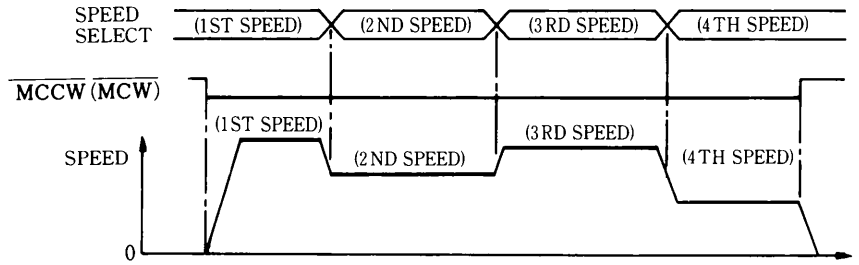 SPEED
SELECT
(1ST SPEED) (2ND SPEED) (3RD SPEED) (4TH SPEED)
MCCW (MCW)
(1ST SPEED) (2ND SPEED) (3RD SPEED) (4TH SPEED)
SPEED
0